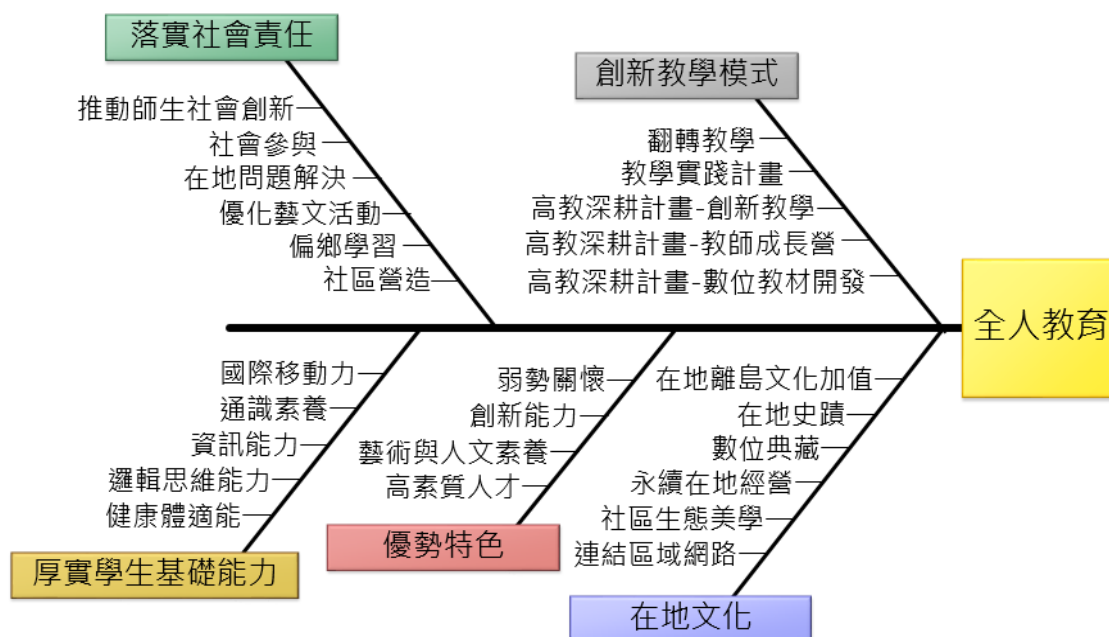 落實社會責任
推動師生社會創新
社會參與
在地問題解決
優化藝文活動
偏鄉學習
社區營造
創新教學模式
翻轉教學
教學實踐計畫
高教深耕計畫-創新教學
高教深耕計畫-教師成長營
高教深耕計畫-數位教材開發
全人教育
國際移動力
通識素養
資訊能力
邏輯思維能力
健康體適能
厚實學生基礎能力
弱勢關懷
創新能力
藝術與人文素養
高素質人才
優勢特色
在地離島文化加值
在地史蹟
數位典藏
永續在地經營
社區生態美學
連結區域網路
在地文化